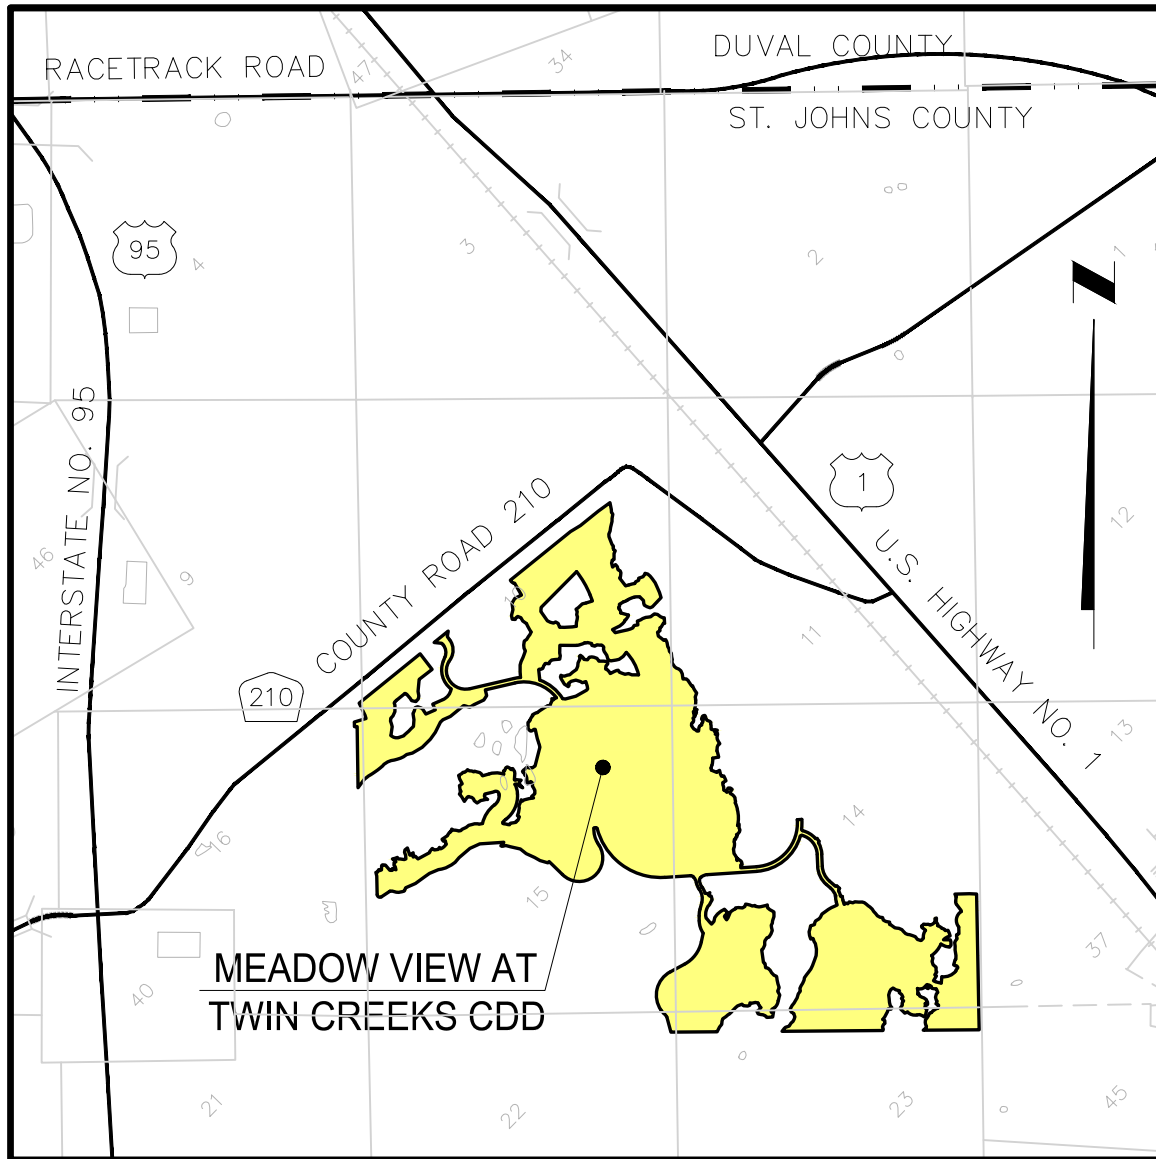 DUVAL COUNTY
RACETRACK ROAD
47
34
ST. JOHNS COUNTY
95
4
3
2
1
N
INTERSTATE NO. 95
46
9
COUNTY ROAD 210
10
210
1
U.S. HIGHWAY NO. 1
12
11
13
16
15
14
37
MEADOW VIEW AT
TWIN CREEKS CDD
40
21
22
23
45